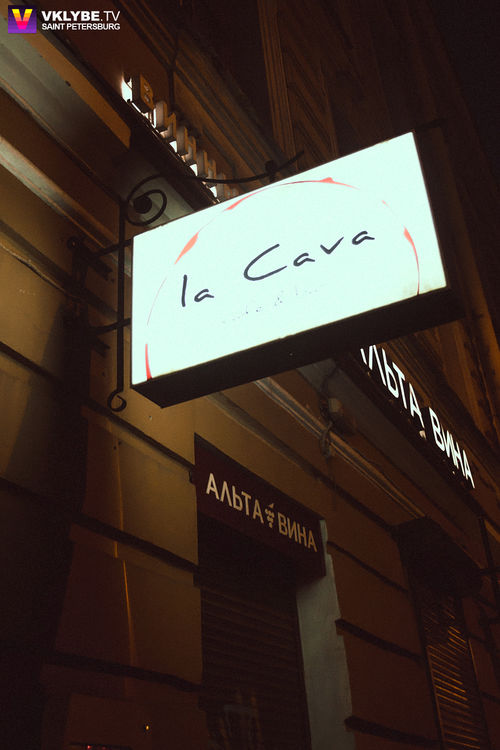 VKLYBE.TV
SAINT PETERSBURG
la Cava
АЛЬТА ВИНА
АЛЬТА ВИНА